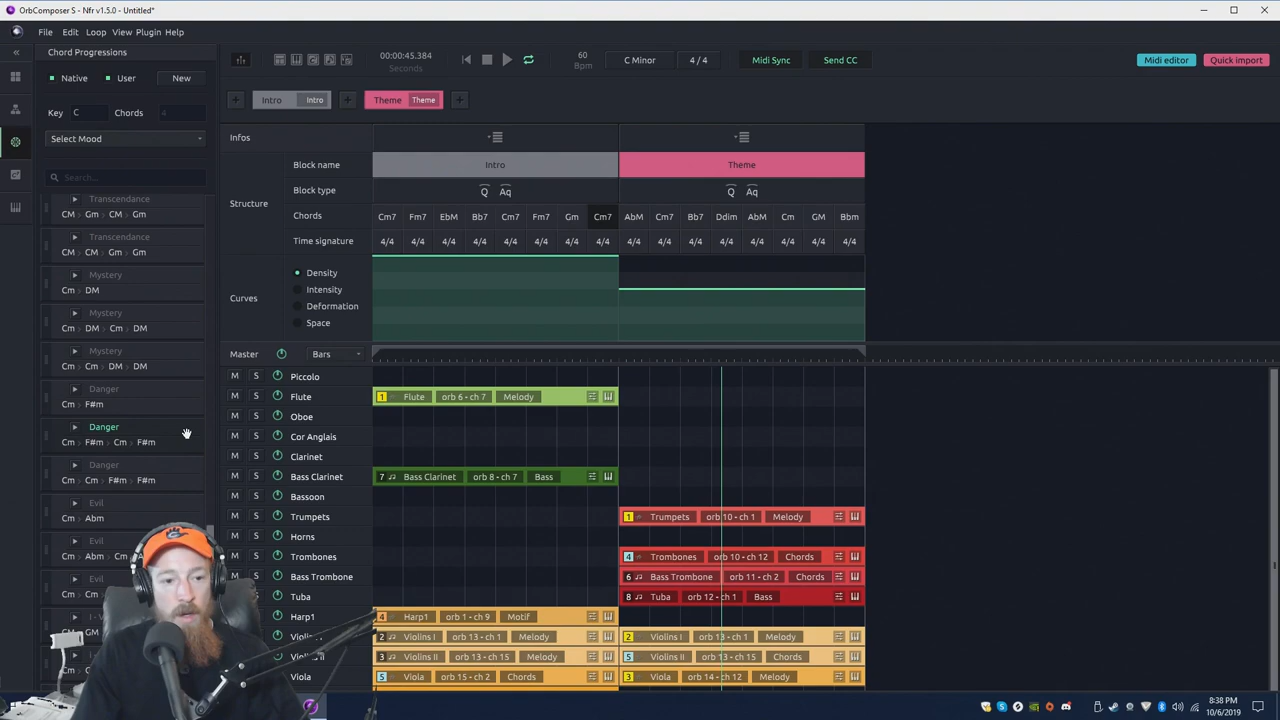 OrbComposer S - Nfr v1.5.0 - Untitled*
File Edit Loop View Plugin Help
Chord Progressions
Native User New
Key C Chords 4
Select Mood
Search...
Transcendance
CM Gm CM Gm
Transcendance
CM CM Gm Gm
Mystery
Cm DM
Mystery
Cm DM Cm DM
Mystery
Cm Cm DM DM
Danger
Cm F#m
Danger
Cm F#m Cm F#m
Danger
Cm Cm F#m F#m
Evil
Cm Abm
Evil
Cm Abm
Evil
Cm
GM
00:00:45.384
Seconds
60
Bpm
C Minor
4 / 4
Midi Sync
Send CC
Midi editor
Quick import
+ Intro Intro + Theme Theme +
Infos
Structure
Block name Intro Theme
Block type Q Aq Q Aq
Chords Cm7 Fm7 EbM Bb7 Cm7 Fm7 Gm Cm7 AbM Cm7 Bb7 Ddim AbM Cm GM Bbm
Time signature 4/4 4/4 4/4 4/4 4/4 4/4 4/4 4/4 4/4 4/4 4/4 4/4 4/4 4/4 4/4 4/4
Curves
Density
Intensity
Deformation
Space
Master Bars
M S Piccolo
M S Flute 1 Flute orb 6 - ch 7 Melody
M S Oboe
M S Cor Anglais
M S Clarinet
M S Bass Clarinet 7 Bass Clarinet orb 8 - ch 7 Bass
M S Bassoon
M S Trumpets 1 Trumpets orb 10 - ch 1 Melody
M S Horns
M S Trombones 4 Trombones orb 10 - ch 12 Chords
M S Bass Trombone 6 Bass Trombone orb 11 - ch 2 Chords
M S Tuba 8 Tuba orb 12 - ch 1 Bass
M S Harp1 4 Harp1 orb 1 - ch 9 Motif
M S 2 Violins I orb 13 - ch 1 Melody 2 Violins I orb 13 - ch 1 Melody
M S 3 Violins II orb 13 - ch 15 Melody 5 Violins II orb 13 - ch 15 Chords
M S Viola 5 Viola orb 15 - ch 2 Chords 3 Viola orb 14 - ch 12 Melody
8:38 PM
10/6/2019